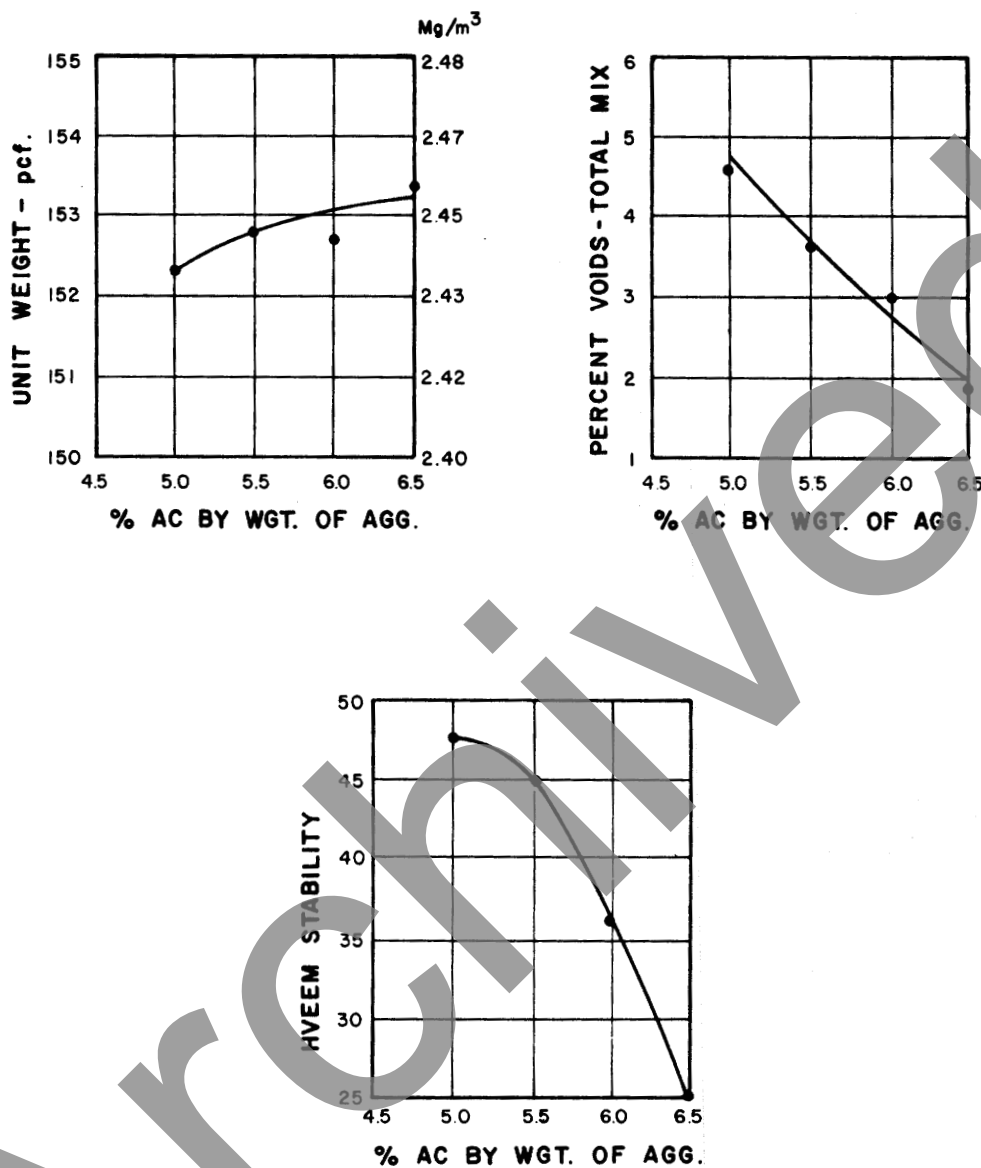 Mg/m³
155 2.48
154 2.47
153 2.45
152 2.43
151 2.42
150 2.40
UNIT WEIGHT - pcf.
4.5 5.0 5.5 6.0 6.5
% AC BY WGT. OF AGG.
6
5
4
3
2
1
PERCENT VOIDS - TOTAL MIX
4.5 5.0 5.5 6.0 6.5
% AC BY WGT. OF AGG.
50
45
40
35
30
25
HVEEM STABILITY
4.5 5.0 5.5 6.0 6.5
% AC BY WGT. OF AGG.
Archived